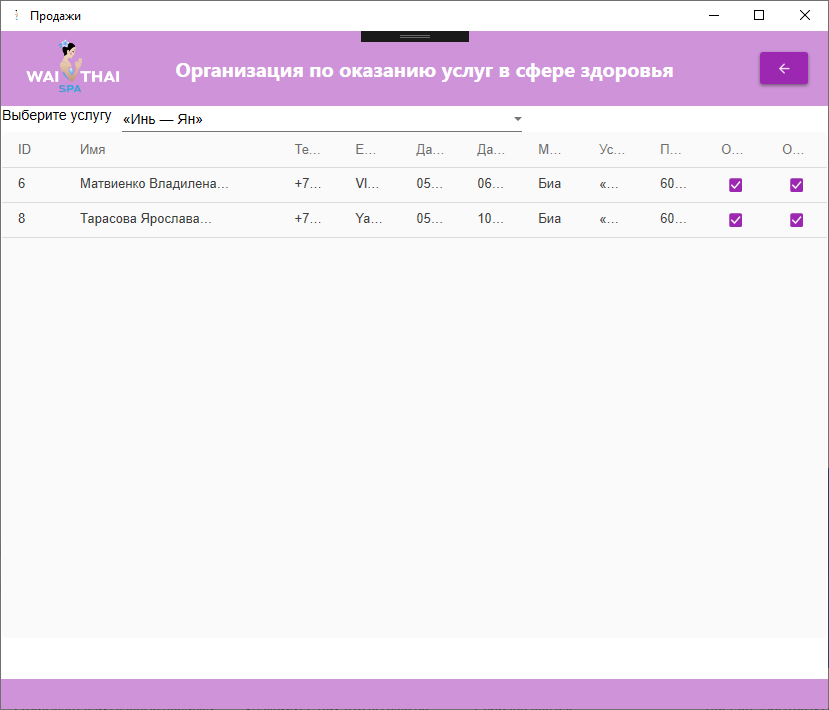 Продажи
WAI THAI
SPA
Организация по оказанию услуг в сфере здоровья
Выберите услугу «Инь — Ян»
ID Имя Те... E... Да... Да... М... Ус... П... О... О...
6 Матвиенко Владилена... +7... Vl... 05... 06... Биа «... 60...
8 Тарасова Ярослава... +7... Ya... 05... 10... Биа «... 60...